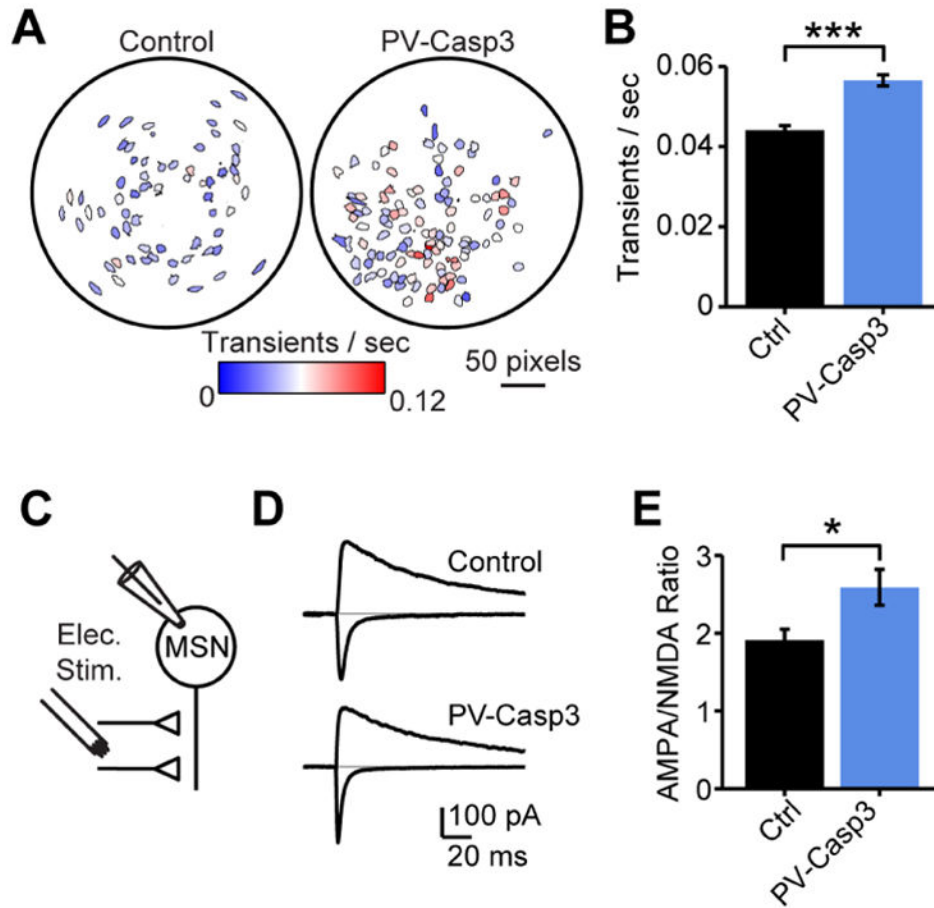 A
Control
PV-Casp3
Transients / sec
0
0.12
50 pixels
B
***
Transients / sec
0.06
0.04
0.02
0
Ctrl
PV-Casp3
C
Elec.
Stim.
MSN
D
Control
PV-Casp3
100 pA
20 ms
E
*
AMPA/NMDA Ratio
3
2
1
0
Ctrl
PV-Casp3